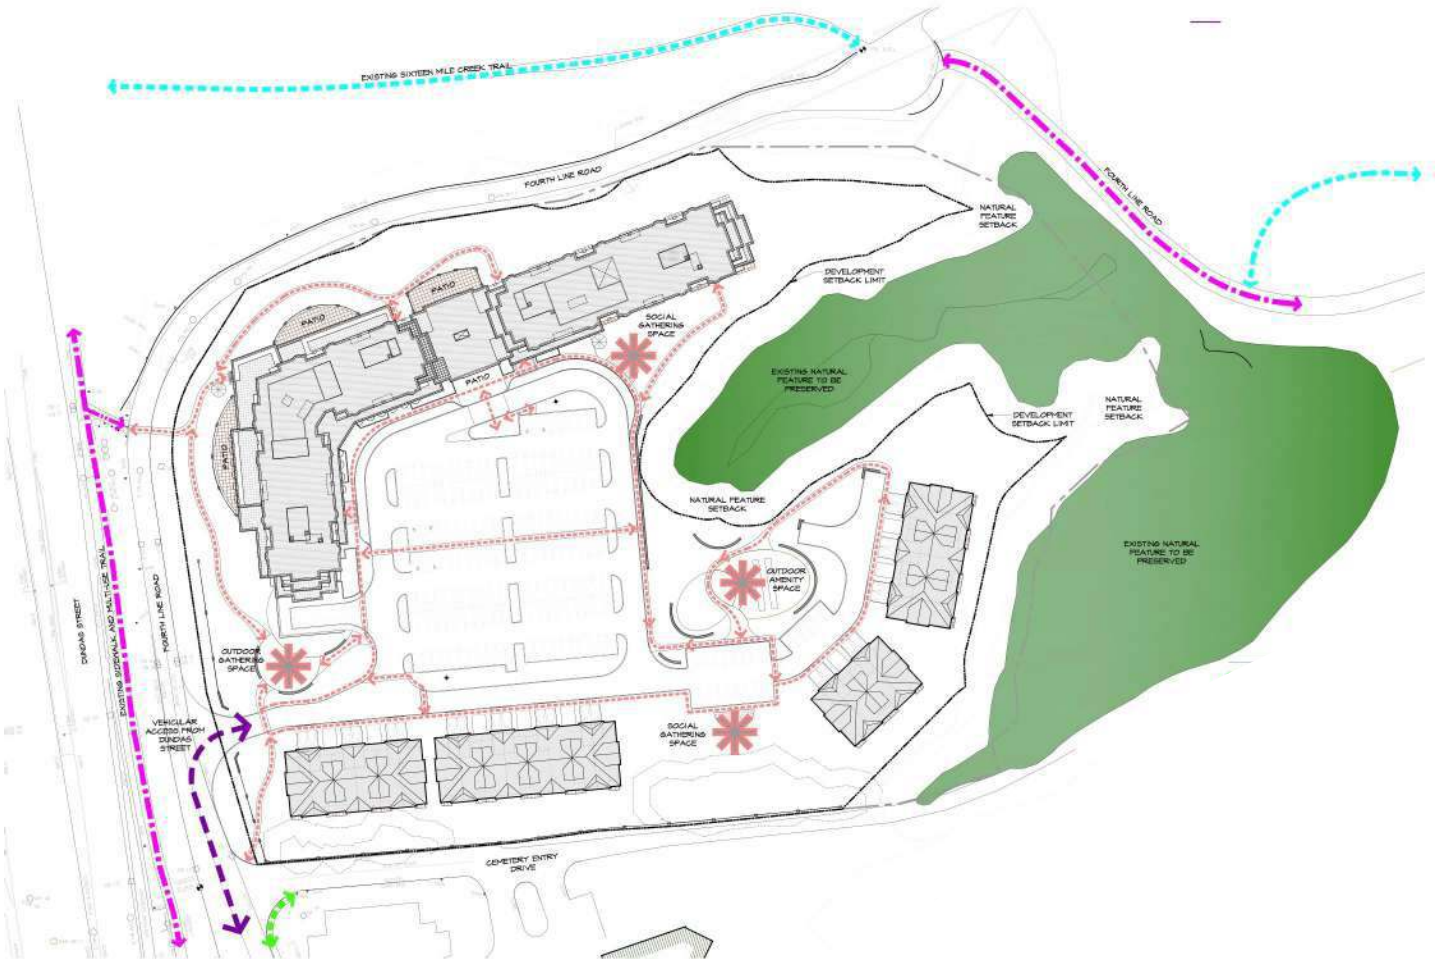 EXISTING SIXTEEN MILE CREEK TRAIL
FOURTH LINE ROAD
FOURTH LINE ROAD
NATURAL
FEATURE
SETBACK
DEVELOPMENT
SETBACK LIMIT
PATIO
PATIO
SOCIAL
GATHERING
SPACE
PATIO
EXISTING NATURAL
FEATURE TO BE
PRESERVED
NATURAL
FEATURE
SETBACK
DEVELOPMENT
SETBACK LIMIT
PATIO
NATURAL FEATURE
SETBACK
EXISTING NATURAL
FEATURE TO BE
PRESERVED
OUTDOOR
AMENITY
SPACE
DUNDAS STREET
EXISTING SIDEWALK AND MULTI-USE TRAIL
FOURTH LINE ROAD
OUTDOOR
GATHERING
SPACE
VEHICULAR
ACCESS FROM
DUNDAS
STREET
SOCIAL
GATHERING
SPACE
CEMETERY ENTRY
DRIVE